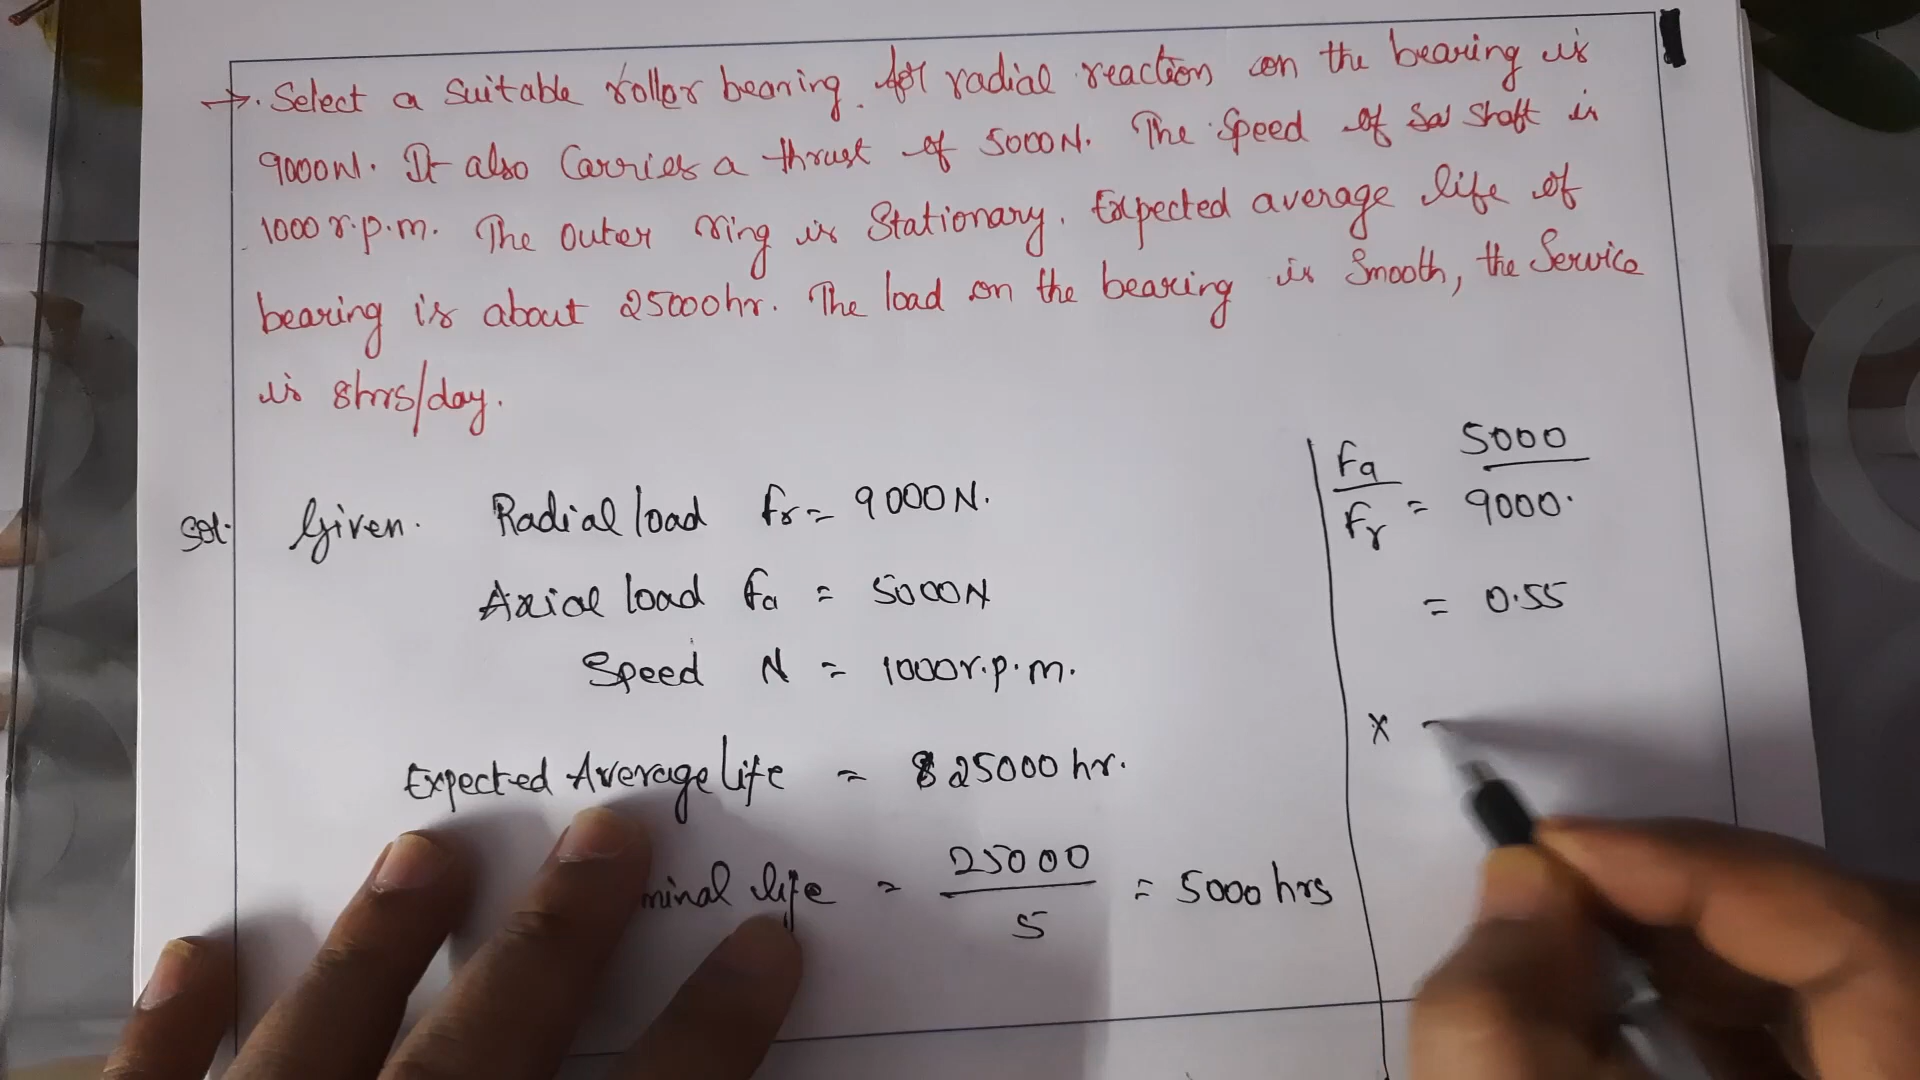 →. Select a suitable roller bearing for radial reaction on the bearing is
9000N. It also carries a thrust of 5000N. The speed of shaft is
1000 r.p.m. The outer ring is stationary. Expected average life of
bearing is about 25000hr. The load on the bearing is smooth, the service
is 8hrs/day.
Sol. Given. Radial load Fr = 9000N.
Axial load Fa = 5000N
Speed N = 1000r.p.m.
Expected Average life = 25000 hr.
minal life = 25000 / 5 = 5000 hrs
Fa / Fr = 5000 / 9000.
= 0.55
X